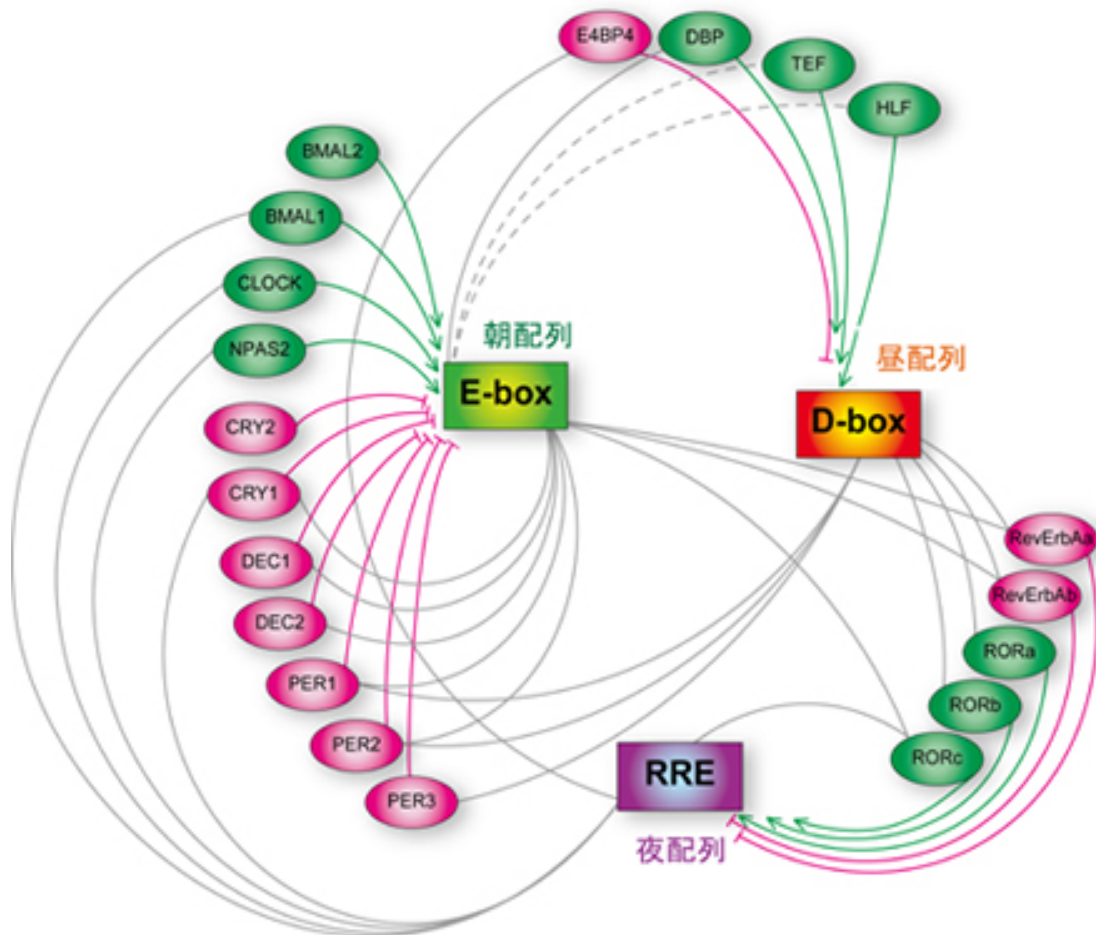 E4BP4
DBP
TEF
HLF
BMAL2
BMAL1
CLOCK
NPAS2
朝配列
E-box
昼配列
D-box
CRY2
CRY1
DEC1
DEC2
PER1
PER2
PER3
RevErbAa
RevErbAb
RORa
RORb
RORc
RRE
夜配列